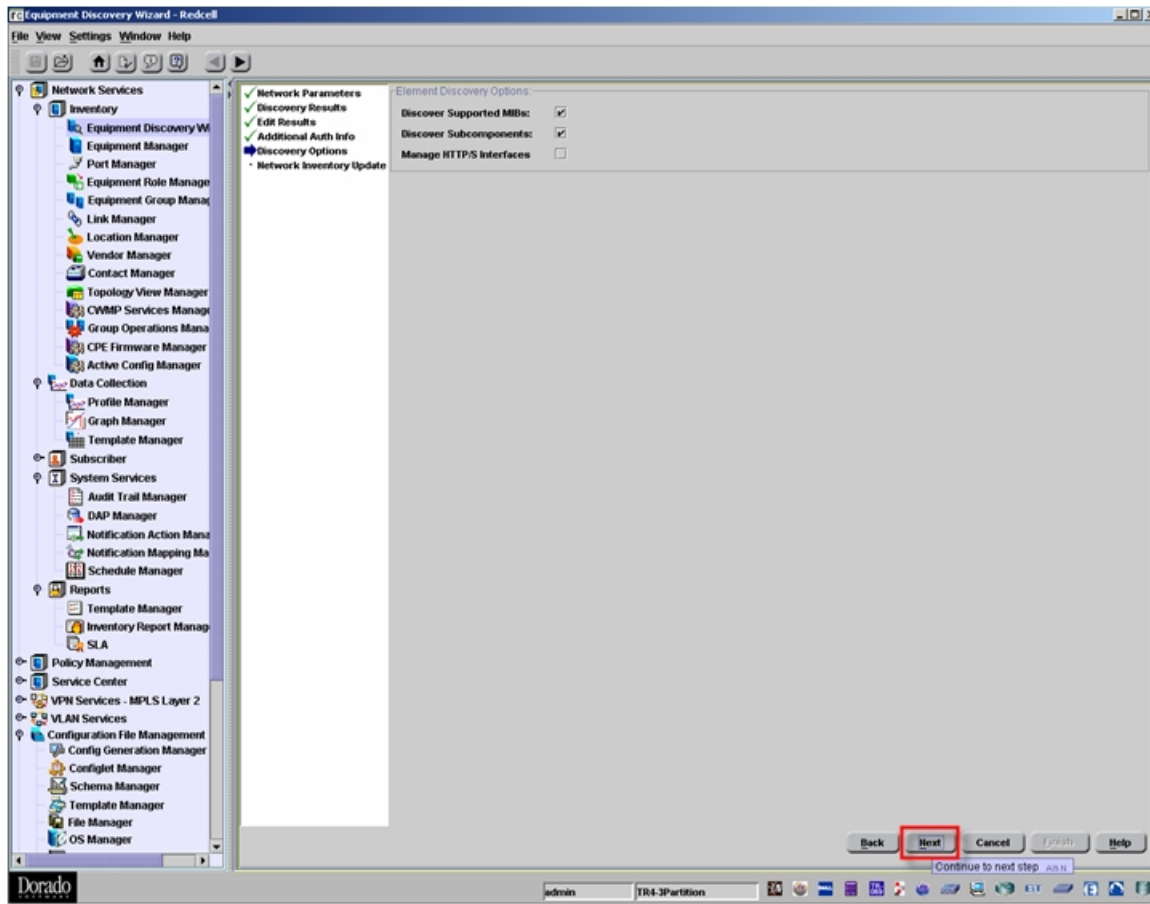 Equipment Discovery Wizard - Redcell
File View Settings Window Help
Network Services
Inventory
Equipment Discovery Wi
Equipment Manager
Port Manager
Equipment Role Manage
Equipment Group Manag
Link Manager
Location Manager
Vendor Manager
Contact Manager
Topology View Manager
CWMP Services Manage
Group Operations Mana
CPE Firmware Manager
Active Config Manager
Data Collection
Profile Manager
Graph Manager
Template Manager
Subscriber
System Services
Audit Trail Manager
DAP Manager
Notification Action Mana
Notification Mapping Ma
Schedule Manager
Reports
Template Manager
Inventory Report Manag
SLA
Policy Management
Service Center
VPN Services - MPLS Layer 2
VLAN Services
Configuration File Management
Config Generation Manager
Configlet Manager
Schema Manager
Template Manager
File Manager
OS Manager
Network Parameters
Discovery Results
Edit Results
Additional Auth Info
Discovery Options
Network Inventory Update
Element Discovery Options:
Discover Supported MIBs:
Discover Subcomponents:
Manage HTTP/S Interfaces
Back Next Cancel Finish Help
Continue to next step Alt-N
Dorado
SOFTWARE
admin TR4-3Partition